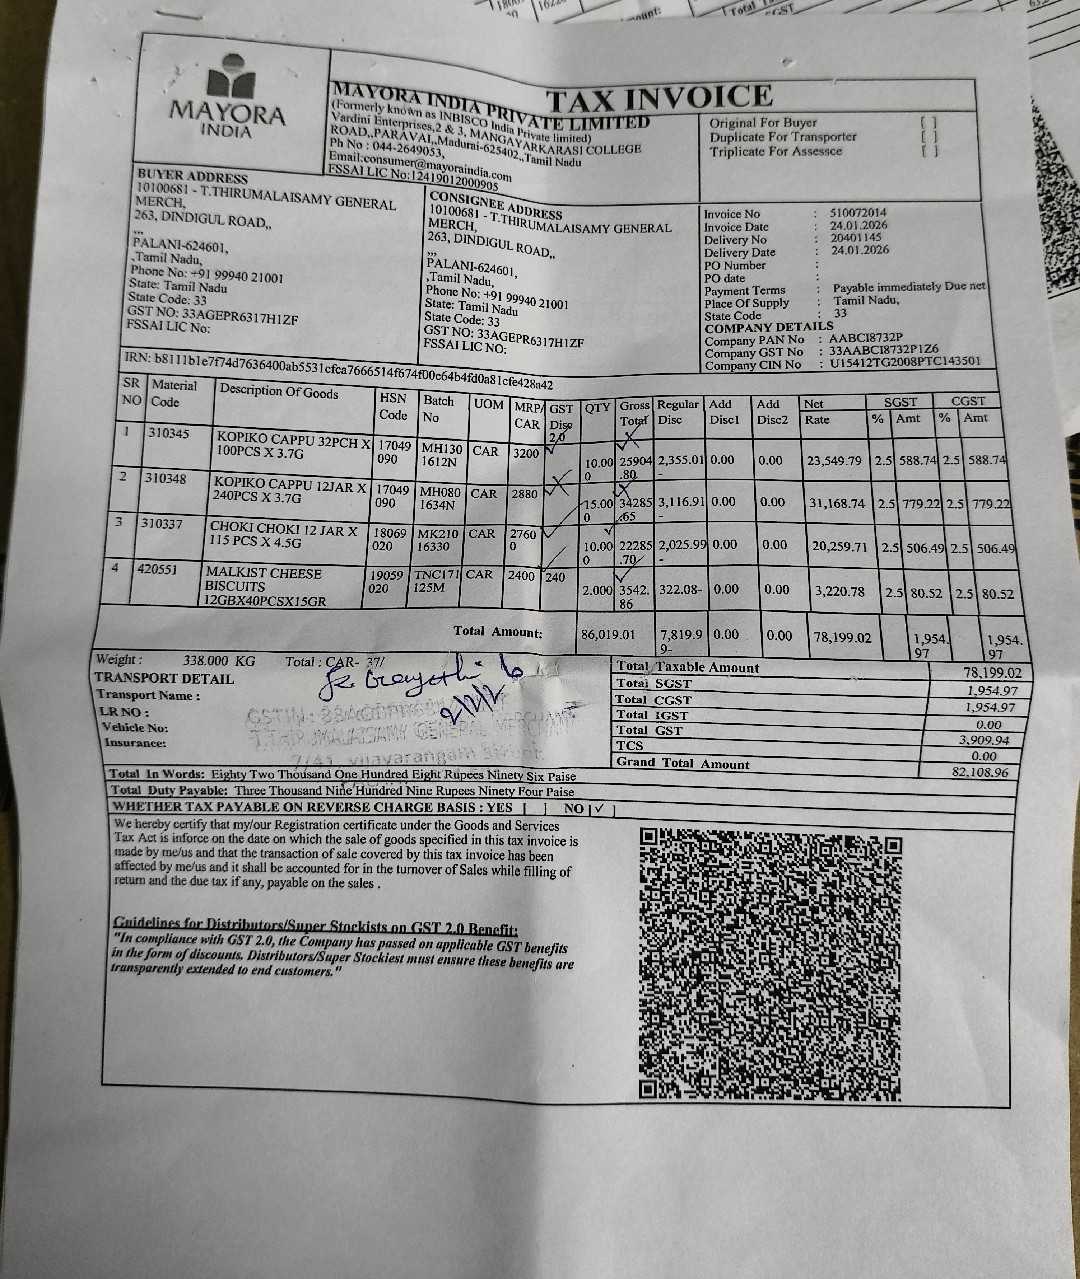 MAYORA
INDIA
TAX INVOICE
MAYORA INDIA PRIVATE LIMITED
(Formerly known as INBISCO India Private limited)
Vardini Enterprises,2 & 3, MANGAYARKARASI COLLEGE
ROAD,,PARAVAI,,Madurai-625402,,Tamil Nadu
Ph No : 044-2649053,
Email:consumer@mayoraindia.com
FSSAI LIC No:12419012000905
Original For Buyer [ ]
Duplicate For Transporter [ ]
Triplicate For Assessce [ ]
BUYER ADDRESS
10100681 - T.THIRUMALAISAMY GENERAL
MERCH,
263, DINDIGUL ROAD,,
,,,
PALANI-624601,
,Tamil Nadu,
Phone No: +91 99940 21001
State: Tamil Nadu
State Code: 33
GST NO: 33AGEPR6317H1ZF
FSSAI LIC No:
CONSIGNEE ADDRESS
10100681 - T.THIRUMALAISAMY GENERAL
MERCH,
263, DINDIGUL ROAD,,
,,,
PALANI-624601,
,Tamil Nadu,
Phone No: +91 99940 21001
State: Tamil Nadu
State Code: 33
GST NO: 33AGEPR6317H1ZF
FSSAI LIC NO:
Invoice No : 510072014
Invoice Date : 24.01.2026
Delivery No : 20401145
Delivery Date : 24.01.2026
PO Number :
PO date :
Payment Terms : Payable immediately Due net
Place Of Supply : Tamil Nadu,
State Code : 33
COMPANY DETAILS
Company PAN No : AABCI8732P
Company GST No : 33AABCI8732P1Z6
Company CIN No : U15412TG2008PTC143501
IRN: b8111b1e7f74d7636400ab5531cfca7666514f674f00c64b4fd0a81cfe428a42
SR NO Material Code Description Of Goods HSN Code Batch No UOM MRP/ CAR GST Disc 2.0 QTY Gross Total Regular Disc Add Disc1 Add Disc2 Net Rate SGST % Amt CGST % Amt
1 310345 KOPIKO CAPPU 32PCH X 100PCS X 3.7G 17049 090 MH130 1612N CAR 3200 10.00 0 25904 .80 2,355.01 - 0.00 0.00 23,549.79 2.5 588.74 2.5 588.74
2 310348 KOPIKO CAPPU 12JAR X 240PCS X 3.7G 17049 090 MH080 1634N CAR 2880 15.00 0 34285 .65 3,116.91 - 0.00 0.00 31,168.74 2.5 779.22 2.5 779.22
3 310337 CHOKI CHOKI 12 JAR X 115 PCS X 4.5G 18069 020 MK210 16330 CAR 2760 0 10.00 0 22285 .70 2,025.99 - 0.00 0.00 20,259.71 2.5 506.49 2.5 506.49
4 420551 MALKIST CHEESE BISCUITS 12GBX40PCSX15GR 19059 020 TNC171 125M CAR 2400 240 2.000 3542. 86 322.08- 0.00 0.00 3,220.78 2.5 80.52 2.5 80.52
Total Amount: 86,019.01 7,819.9 9- 0.00 0.00 78,199.02 1,954. 97 1,954. 97
Weight : 338.000 KG Total : CAR- 37/
TRANSPORT DETAIL
Transport Name :
LR NO :
Vehicle No:
Insurance:
T.THIRUMALAISAMY GENERAL MERCHANT
Total Taxable Amount 78,199.02
Total SGST 1,954.97
Total CGST 1,954.97
Total IGST 0.00
Total GST 3,909.94
TCS 0.00
Grand Total Amount 82,108.96
Total In Words: Eighty Two Thousand One Hundred Eight Rupees Ninety Six Paise
Total Duty Payable: Three Thousand Nine Hundred Nine Rupees Ninety Four Paise
WHETHER TAX PAYABLE ON REVERSE CHARGE BASIS : YES [ ] NO [✓ ]
We hereby certify that my/our Registration certificate under the Goods and Services
Tax Act is inforce on the date on which the sale of goods specified in this tax invoice is
made by me/us and that the transaction of sale covered by this tax invoice has been
affected by me/us and it shall be accounted for in the turnover of Sales while filling of
return and the due tax if any, payable on the sales .
Guidelines for Distributors/Super Stockists on GST 2.0 Benefit:
"In compliance with GST 2.0, the Company has passed on applicable GST benefits
in the form of discounts. Distributors/Super Stockiest must ensure these benefits are
transparently extended to end customers."